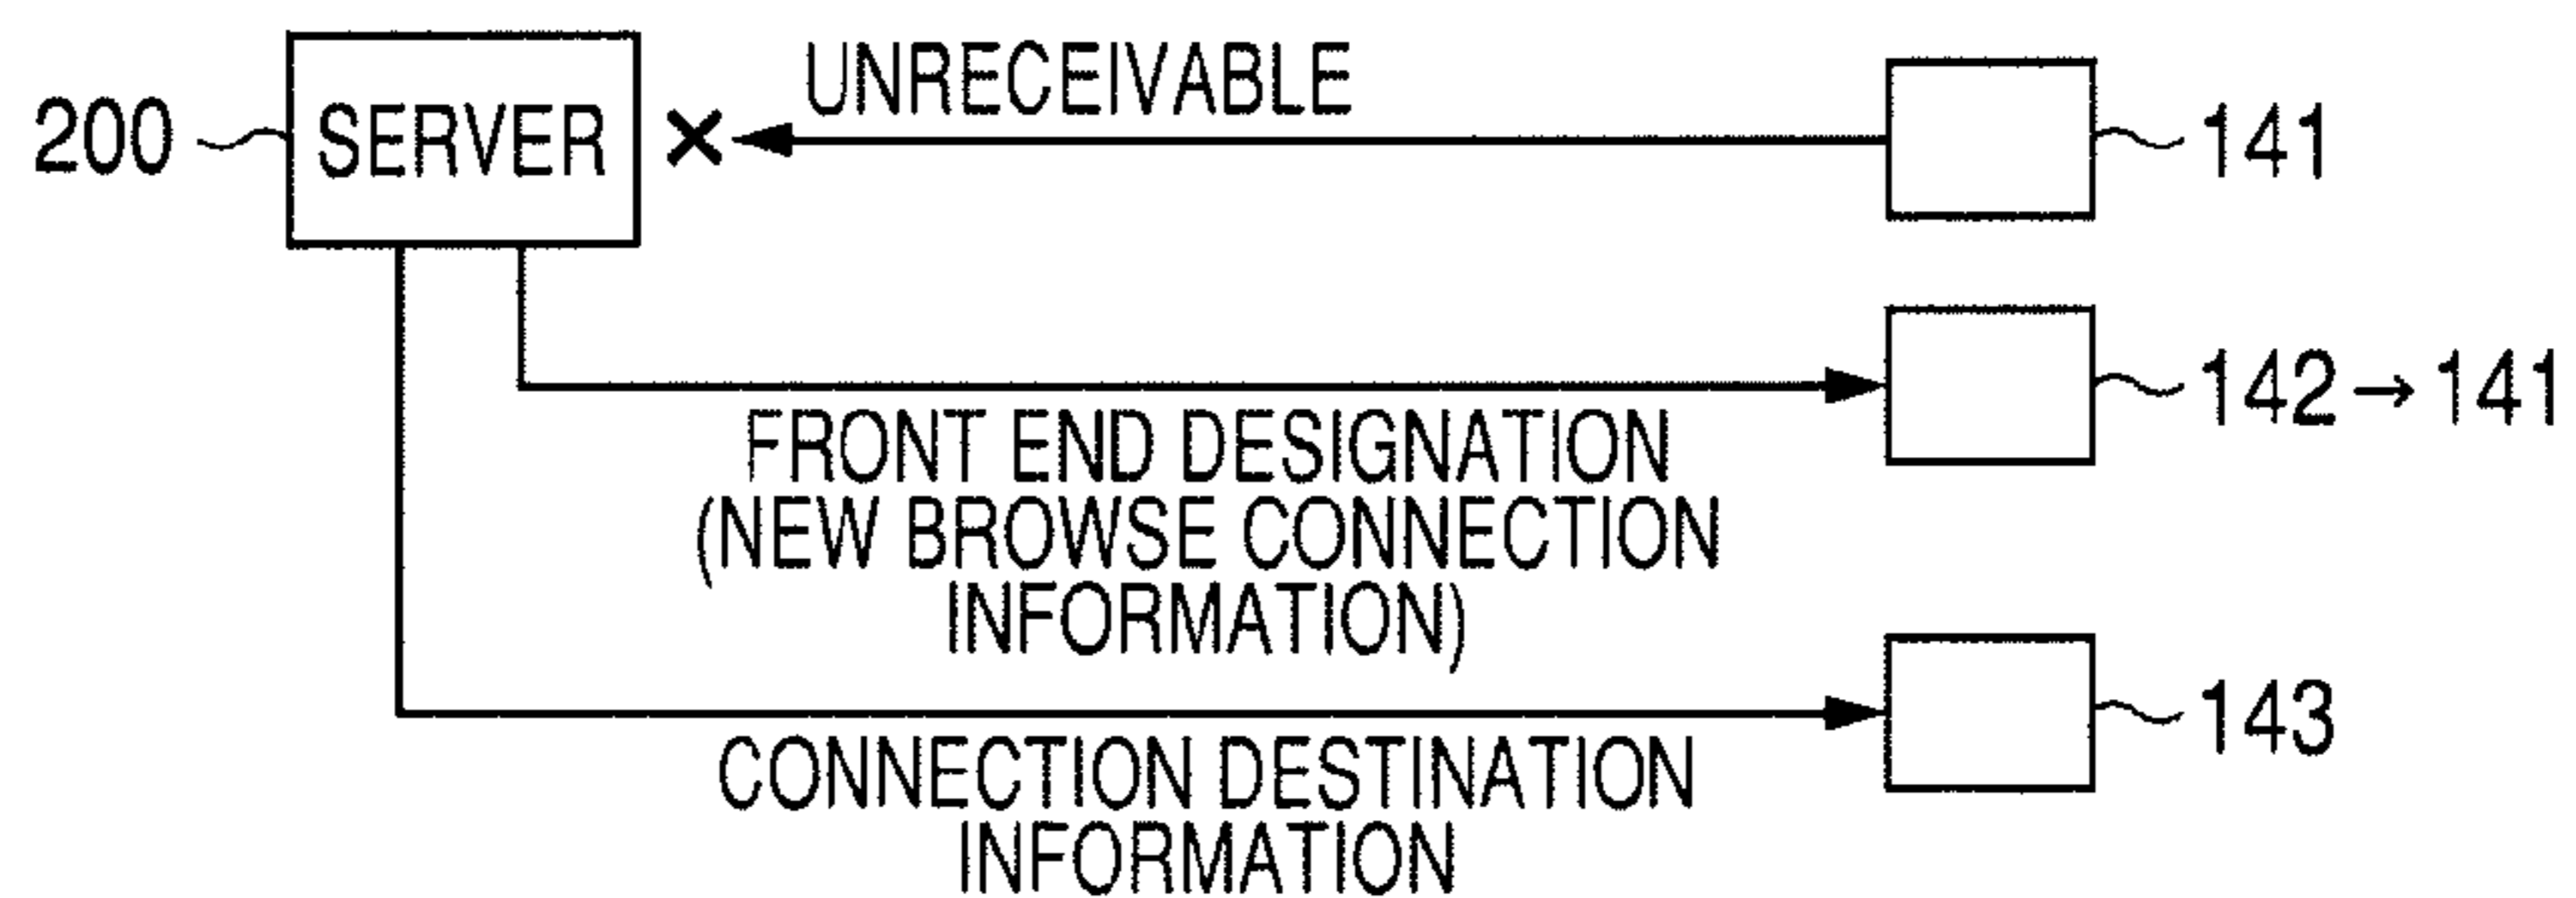 UNRECEIVABLE
200 SERVER × 141
142→141
FRONT END DESIGNATION
(NEW BROWSE CONNECTION
INFORMATION)
143
CONNECTION DESTINATION
INFORMATION